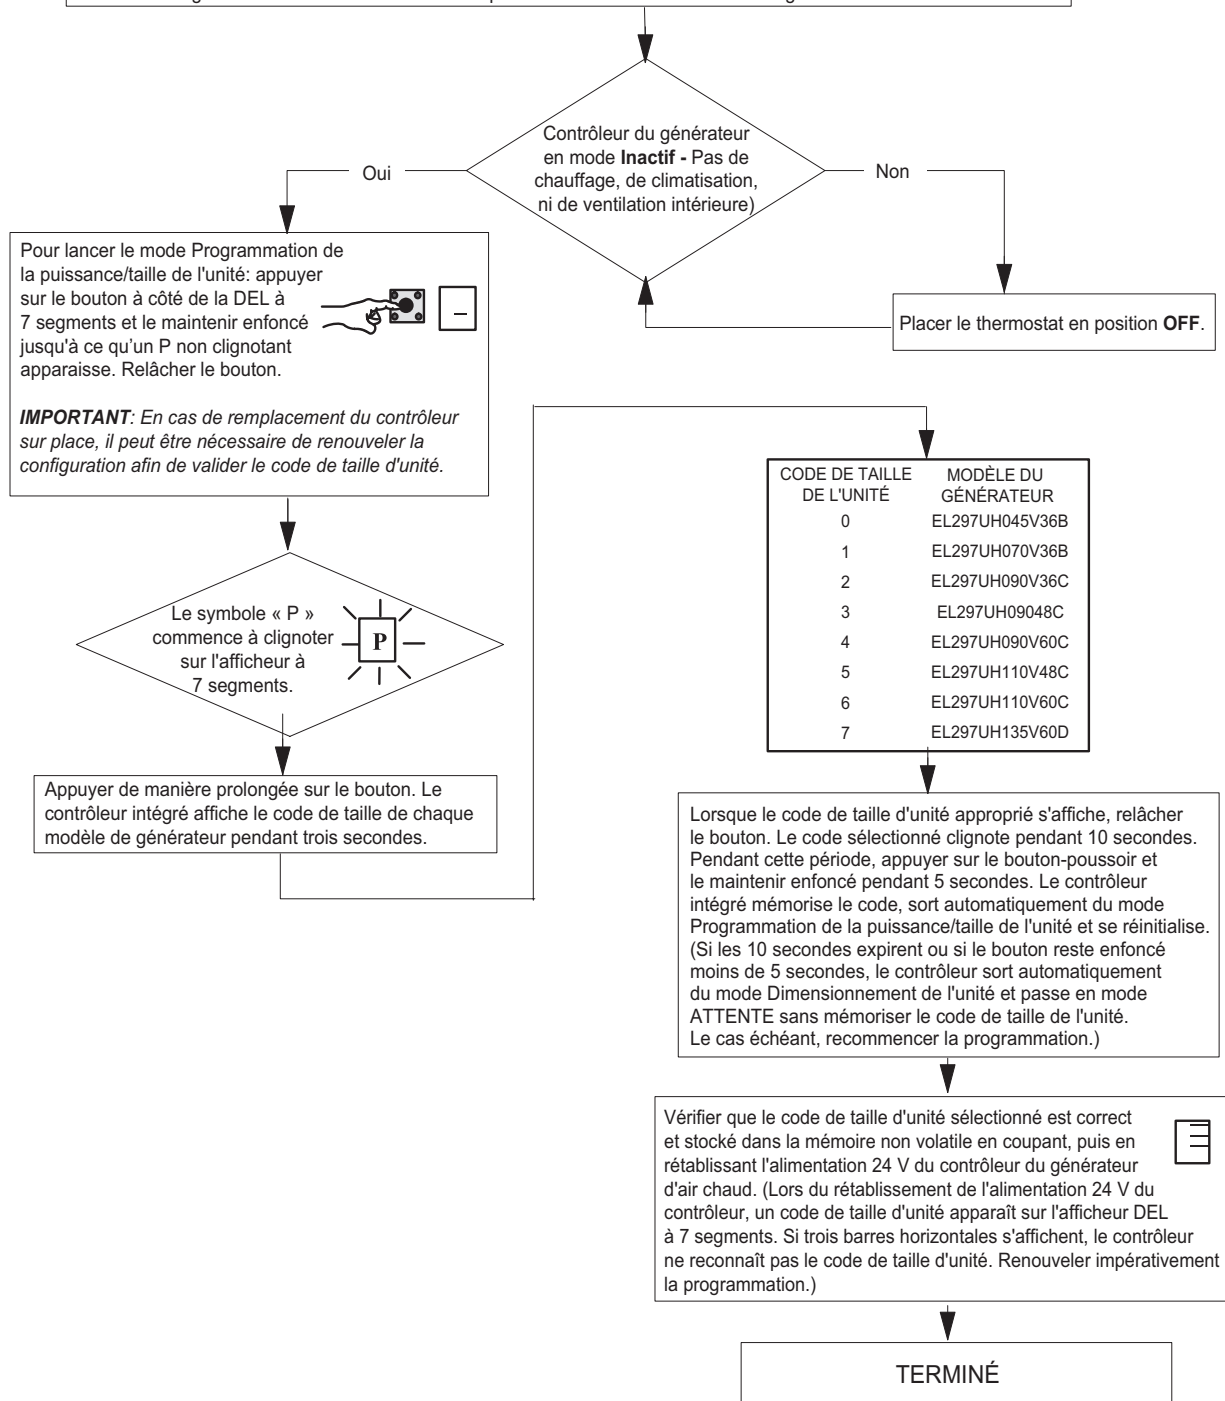 Contrôleur du générateur
en mode Inactif - Pas de
chauffage, de climatisation,
ni de ventilation intérieure)
Oui
Non
Pour lancer le mode Programmation de
la puissance/taille de l'unité: appuyer
sur le bouton à côté de la DEL à
7 segments et le maintenir enfoncé
jusqu'à ce qu'un P non clignotant
apparaisse. Relâcher le bouton.
IMPORTANT: En cas de remplacement du contrôleur
sur place, il peut être nécessaire de renouveler la
configuration afin de valider le code de taille d'unité.
Placer le thermostat en position OFF.
Le symbole « P »
commence à clignoter
sur l'afficheur à
7 segments.
P
Appuyer de manière prolongée sur le bouton. Le
contrôleur intégré affiche le code de taille de chaque
modèle de générateur pendant trois secondes.
CODE DE TAILLE MODÈLE DU
DE L'UNITÉ GÉNÉRATEUR
0 EL297UH045V36B
1 EL297UH070V36B
2 EL297UH090V36C
3 EL297UH09048C
4 EL297UH090V60C
5 EL297UH110V48C
6 EL297UH110V60C
7 EL297UH135V60D
Lorsque le code de taille d'unité approprié s'affiche, relâcher
le bouton. Le code sélectionné clignote pendant 10 secondes.
Pendant cette période, appuyer sur le bouton-poussoir et
le maintenir enfoncé pendant 5 secondes. Le contrôleur
intégré mémorise le code, sort automatiquement du mode
Programmation de la puissance/taille de l'unité et se réinitialise.
(Si les 10 secondes expirent ou si le bouton reste enfoncé
moins de 5 secondes, le contrôleur sort automatiquement
du mode Dimensionnement de l'unité et passe en mode
ATTENTE sans mémoriser le code de taille de l'unité.
Le cas échéant, recommencer la programmation.)
Vérifier que le code de taille d'unité sélectionné est correct
et stocké dans la mémoire non volatile en coupant, puis en
rétablissant l'alimentation 24 V du contrôleur du générateur
d'air chaud. (Lors du rétablissement de l'alimentation 24 V du
contrôleur, un code de taille d'unité apparaît sur l'afficheur DEL
à 7 segments. Si trois barres horizontales s'affichent, le contrôleur
ne reconnaît pas le code de taille d'unité. Renouveler impérativement
la programmation.)
TERMINÉ